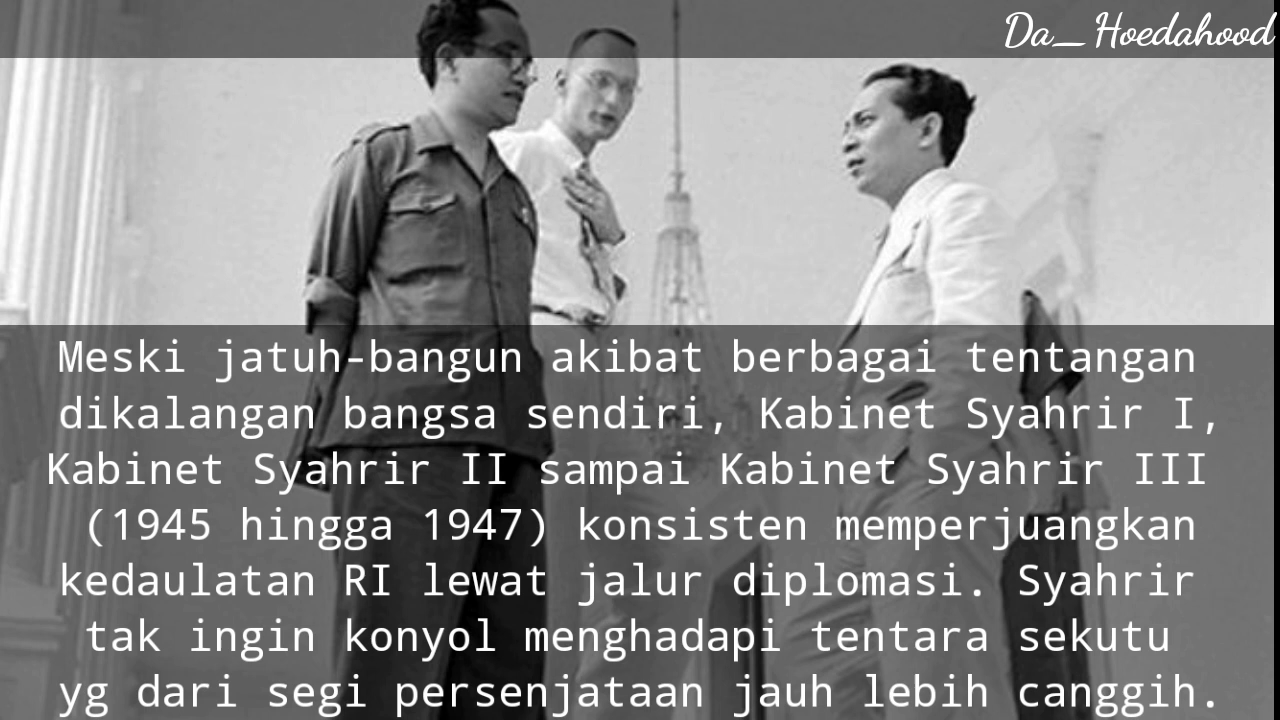 Da_ Hoedahood
Meski jatuh-bangun akibat berbagai tentangan
dikalangan bangsa sendiri, Kabinet Syahrir I,
Kabinet Syahrir II sampai Kabinet Syahrir III
(1945 hingga 1947) konsisten memperjuangkan
kedaulatan RI lewat jalur diplomasi. Syahrir
tak ingin konyol menghadapi tentara sekutu
yg dari segi persenjataan jauh lebih canggih.